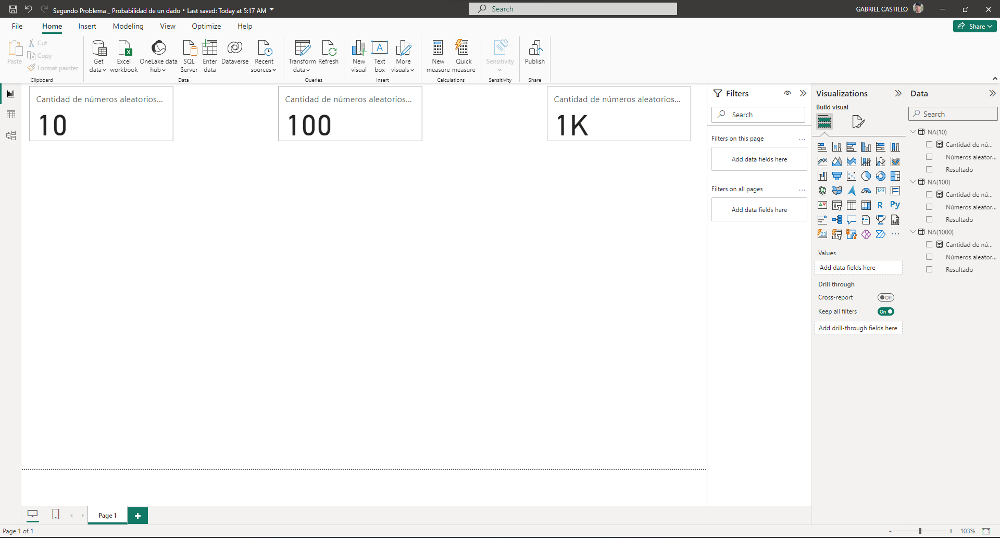 Segundo Problema _ Probabilidad de un dado • Last saved: Today at 5:17 AM
Search
GABRIEL CASTILLO
File
Home
Insert
Modeling
View
Optimize
Help
Share
Paste
Cut
Copy
Format painter
Clipboard
Get data
Excel workbook
OneLake data hub
SQL Server
Enter data
Dataverse
Recent sources
Data
Transform data
Refresh
Queries
New visual
A
Text box
More visuals
Insert
New measure
Quick measure
Calculations
Sensitivity
Sensitivity
Publish
Share
Cantidad de números aleatorios...
10
Cantidad de números aleatorios...
100
Cantidad de números aleatorios...
1K
Filters
Search
Filters on this page
...
Add data fields here
Filters on all pages
...
Add data fields here
Visualizations
Build visual
123
R
Py
123
...
Values
Add data fields here
Drill through
Cross-report
Off
Keep all filters
On
Add drill-through fields here
Data
Search
NA(10)
Cantidad de nú...
Números aleator...
Resultado
NA(100)
Cantidad de nú...
Números aleator...
Resultado
NA(1000)
Cantidad de nú...
Números aleator...
Resultado
Page 1
+
Page 1 of 1
-
+
103%